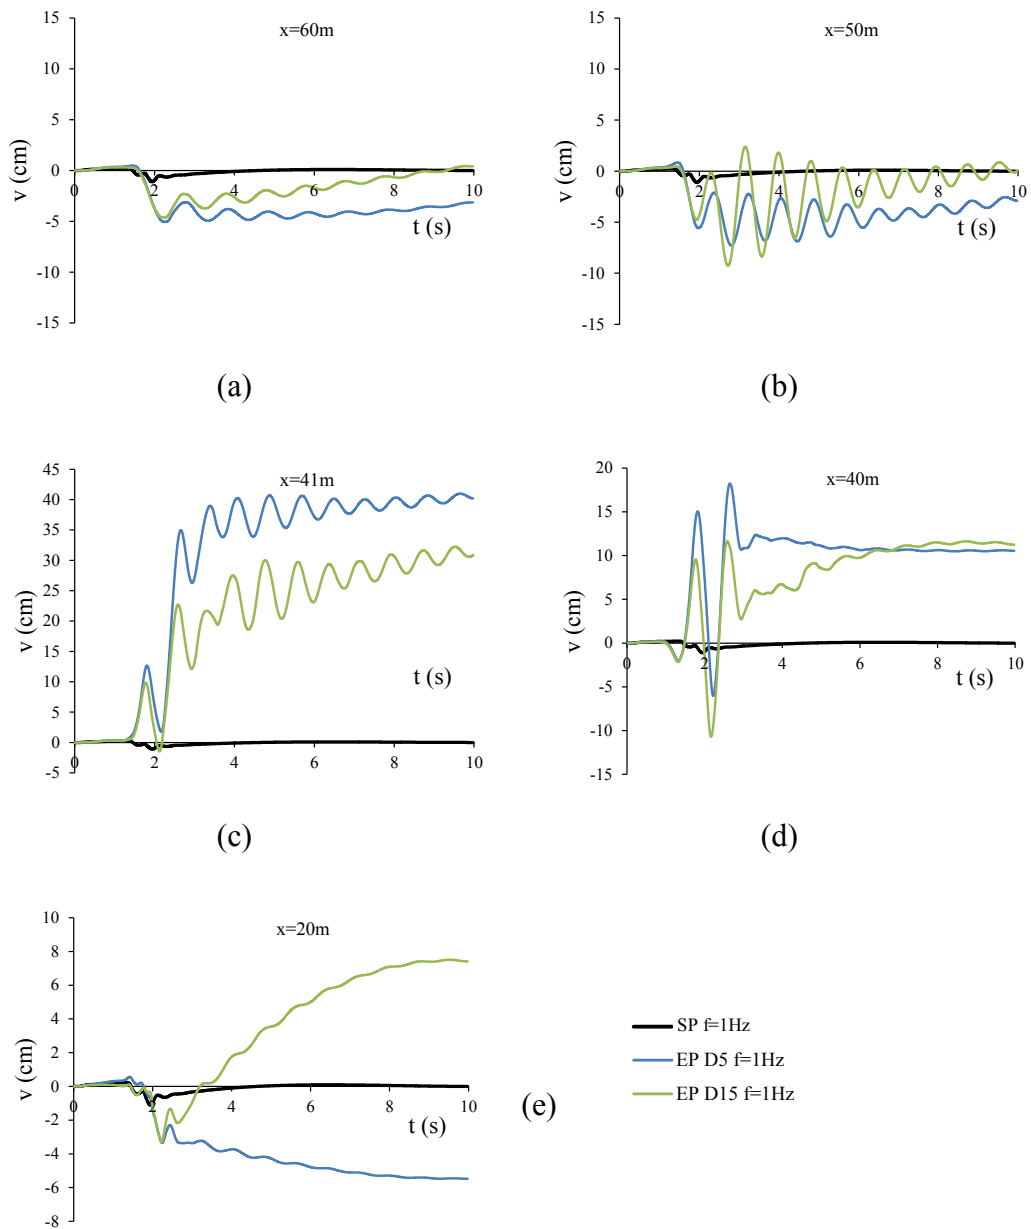 x=60m
15
10
5
0
-5
-10
-15
0 2 4 6 8 10
v (cm)
t (s)
(a)
x=50m
15
10
5
0
-5
-10
-15
0 2 4 6 8 10
v (cm)
t (s)
(b)
x=41m
45
40
35
30
25
20
15
10
5
0
-5
0 2 4 6 8 10
v (cm)
t (s)
(c)
x=40m
20
15
10
5
0
-5
-10
-15
0 2 4 6 8 10
v (cm)
t (s)
(d)
x=20m
10
8
6
4
2
0
-2
-4
-6
-8
0 2 4 6 8 10
v (cm)
t (s)
(e)
SP f=1Hz
EP D5 f=1Hz
EP D15 f=1Hz